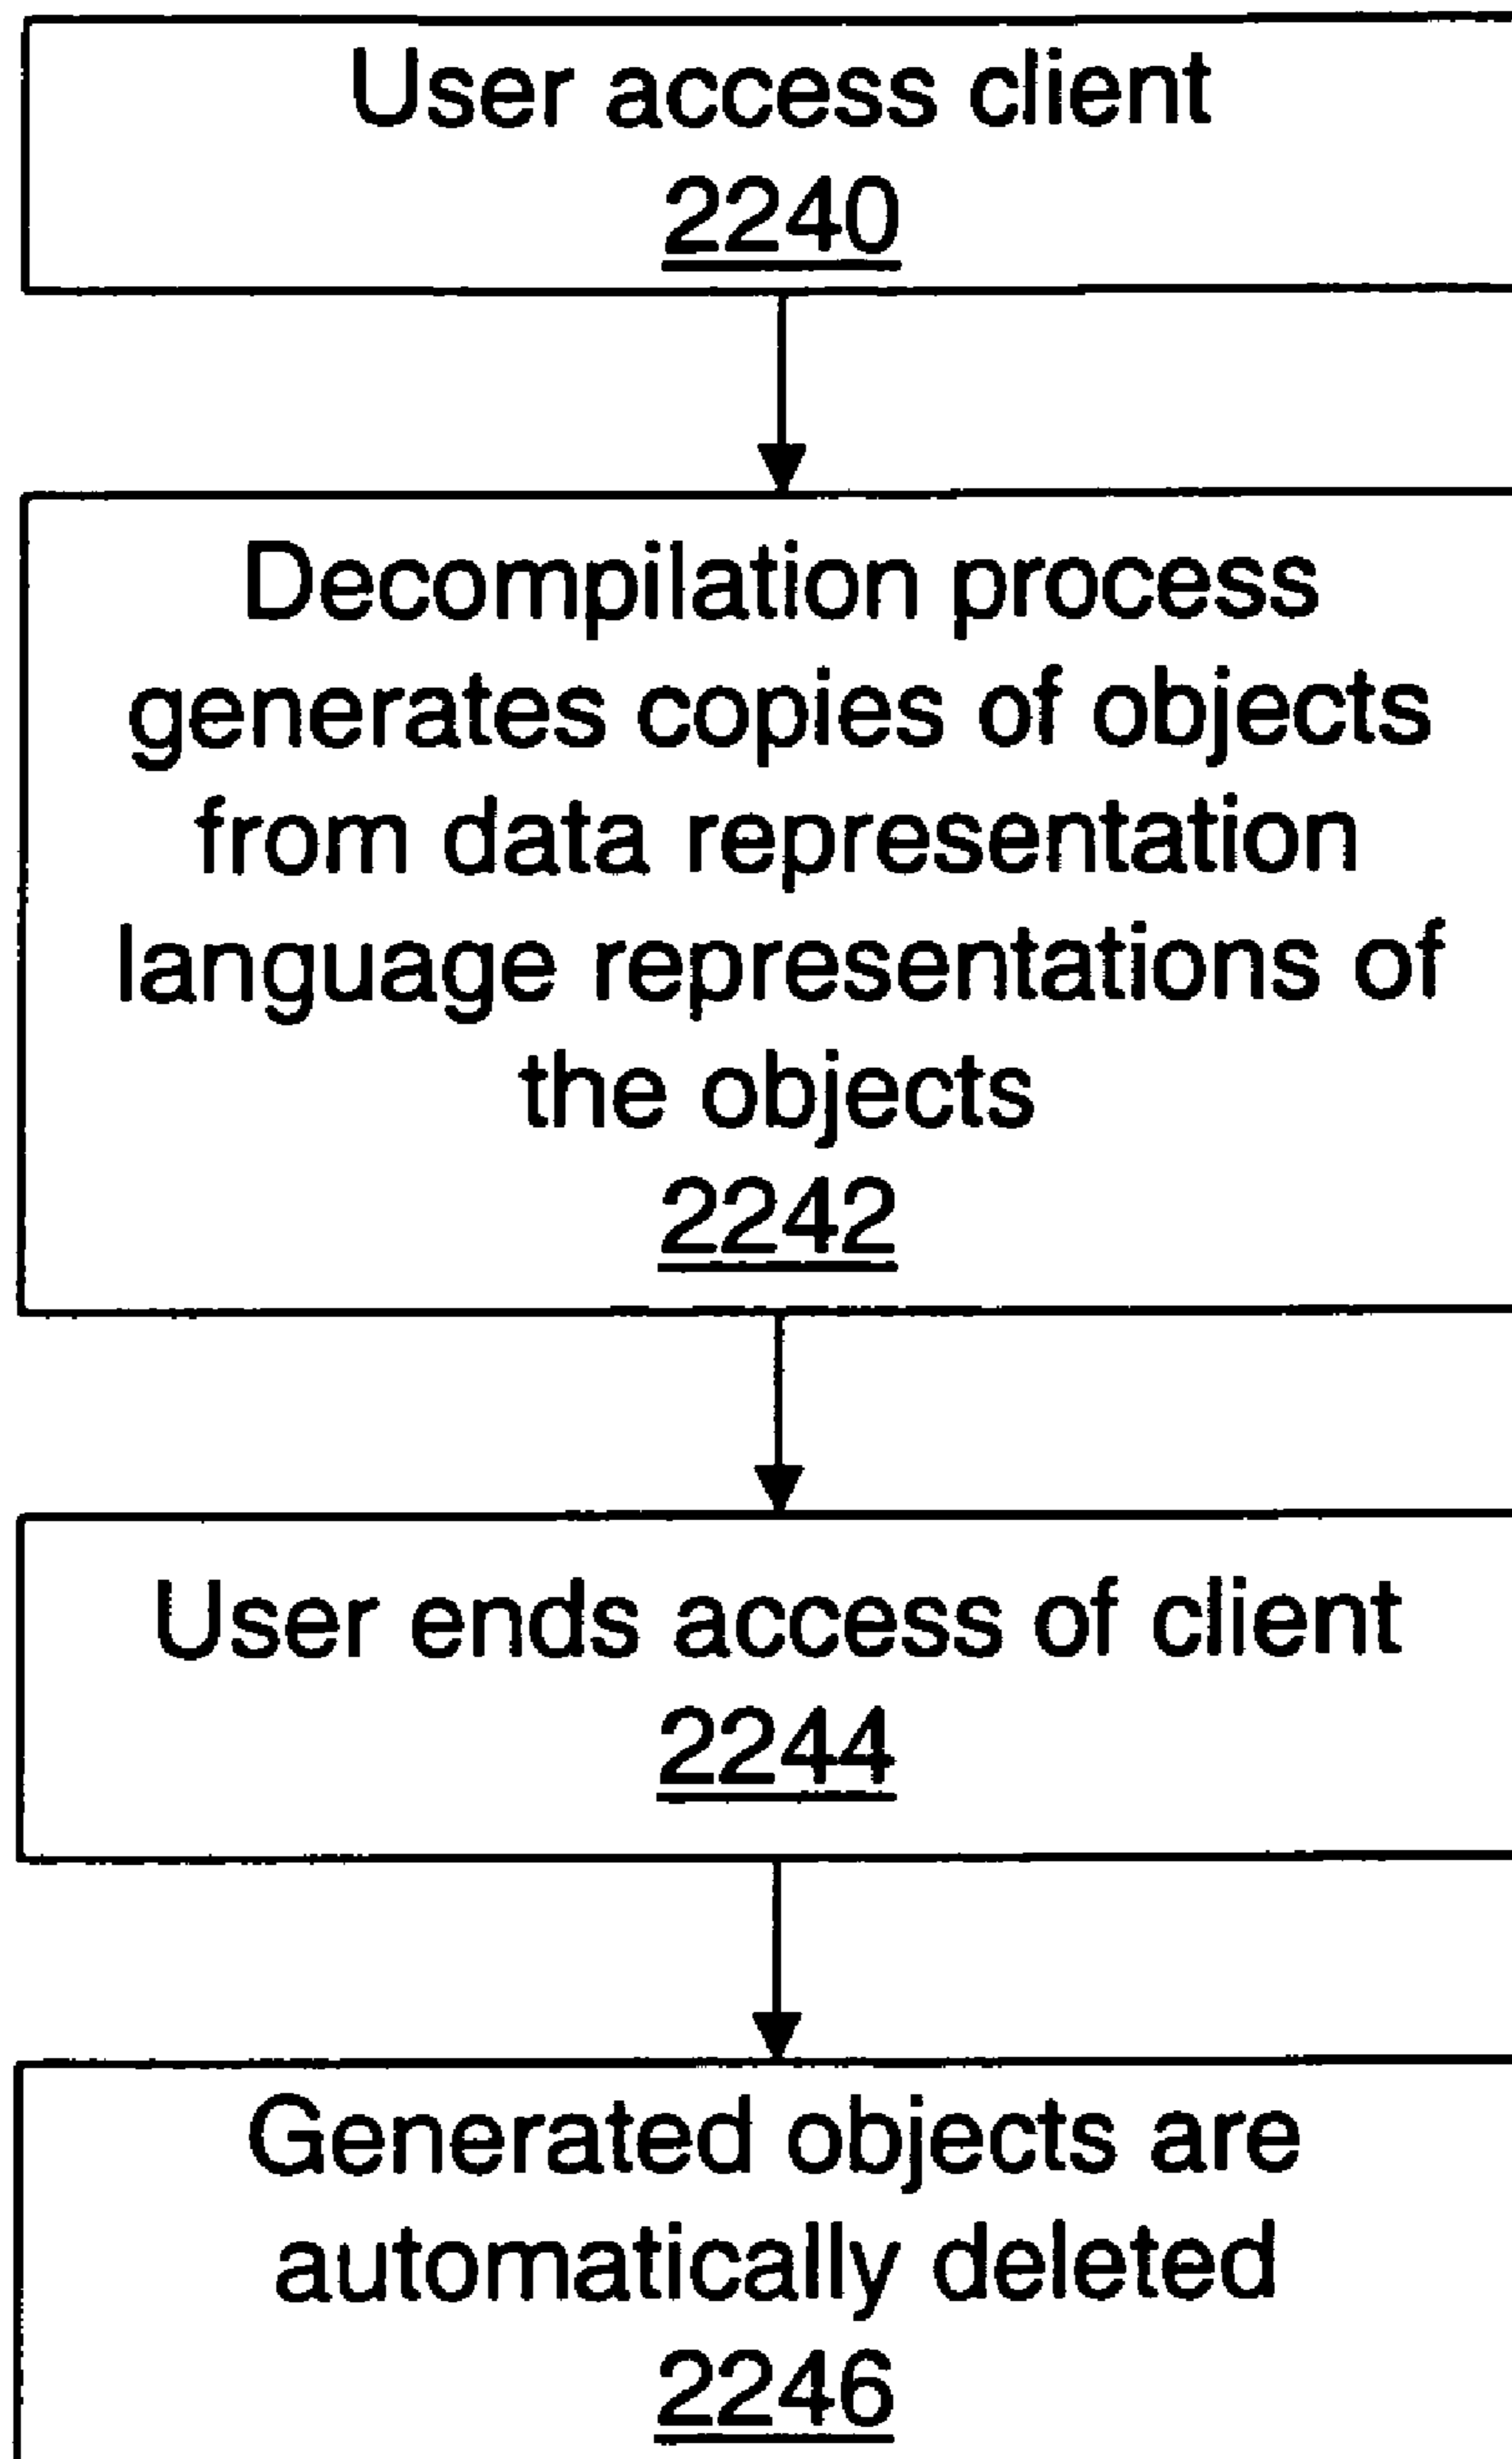 User access client
2240
Decompilation process
generates copies of objects
from data representation
language representations of
the objects
2242
User ends access of client
2244
Generated objects are
automatically deleted
2246